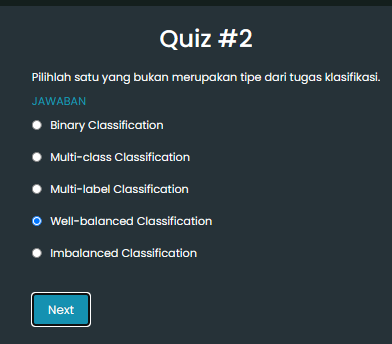 Quiz #2
Pilihlah satu yang bukan merupakan tipe dari tugas klasifikasi.
JAWABAN
Binary Classification
Multi-class Classification
Multi-label Classification
Well-balanced Classification
Imbalanced Classification
Next